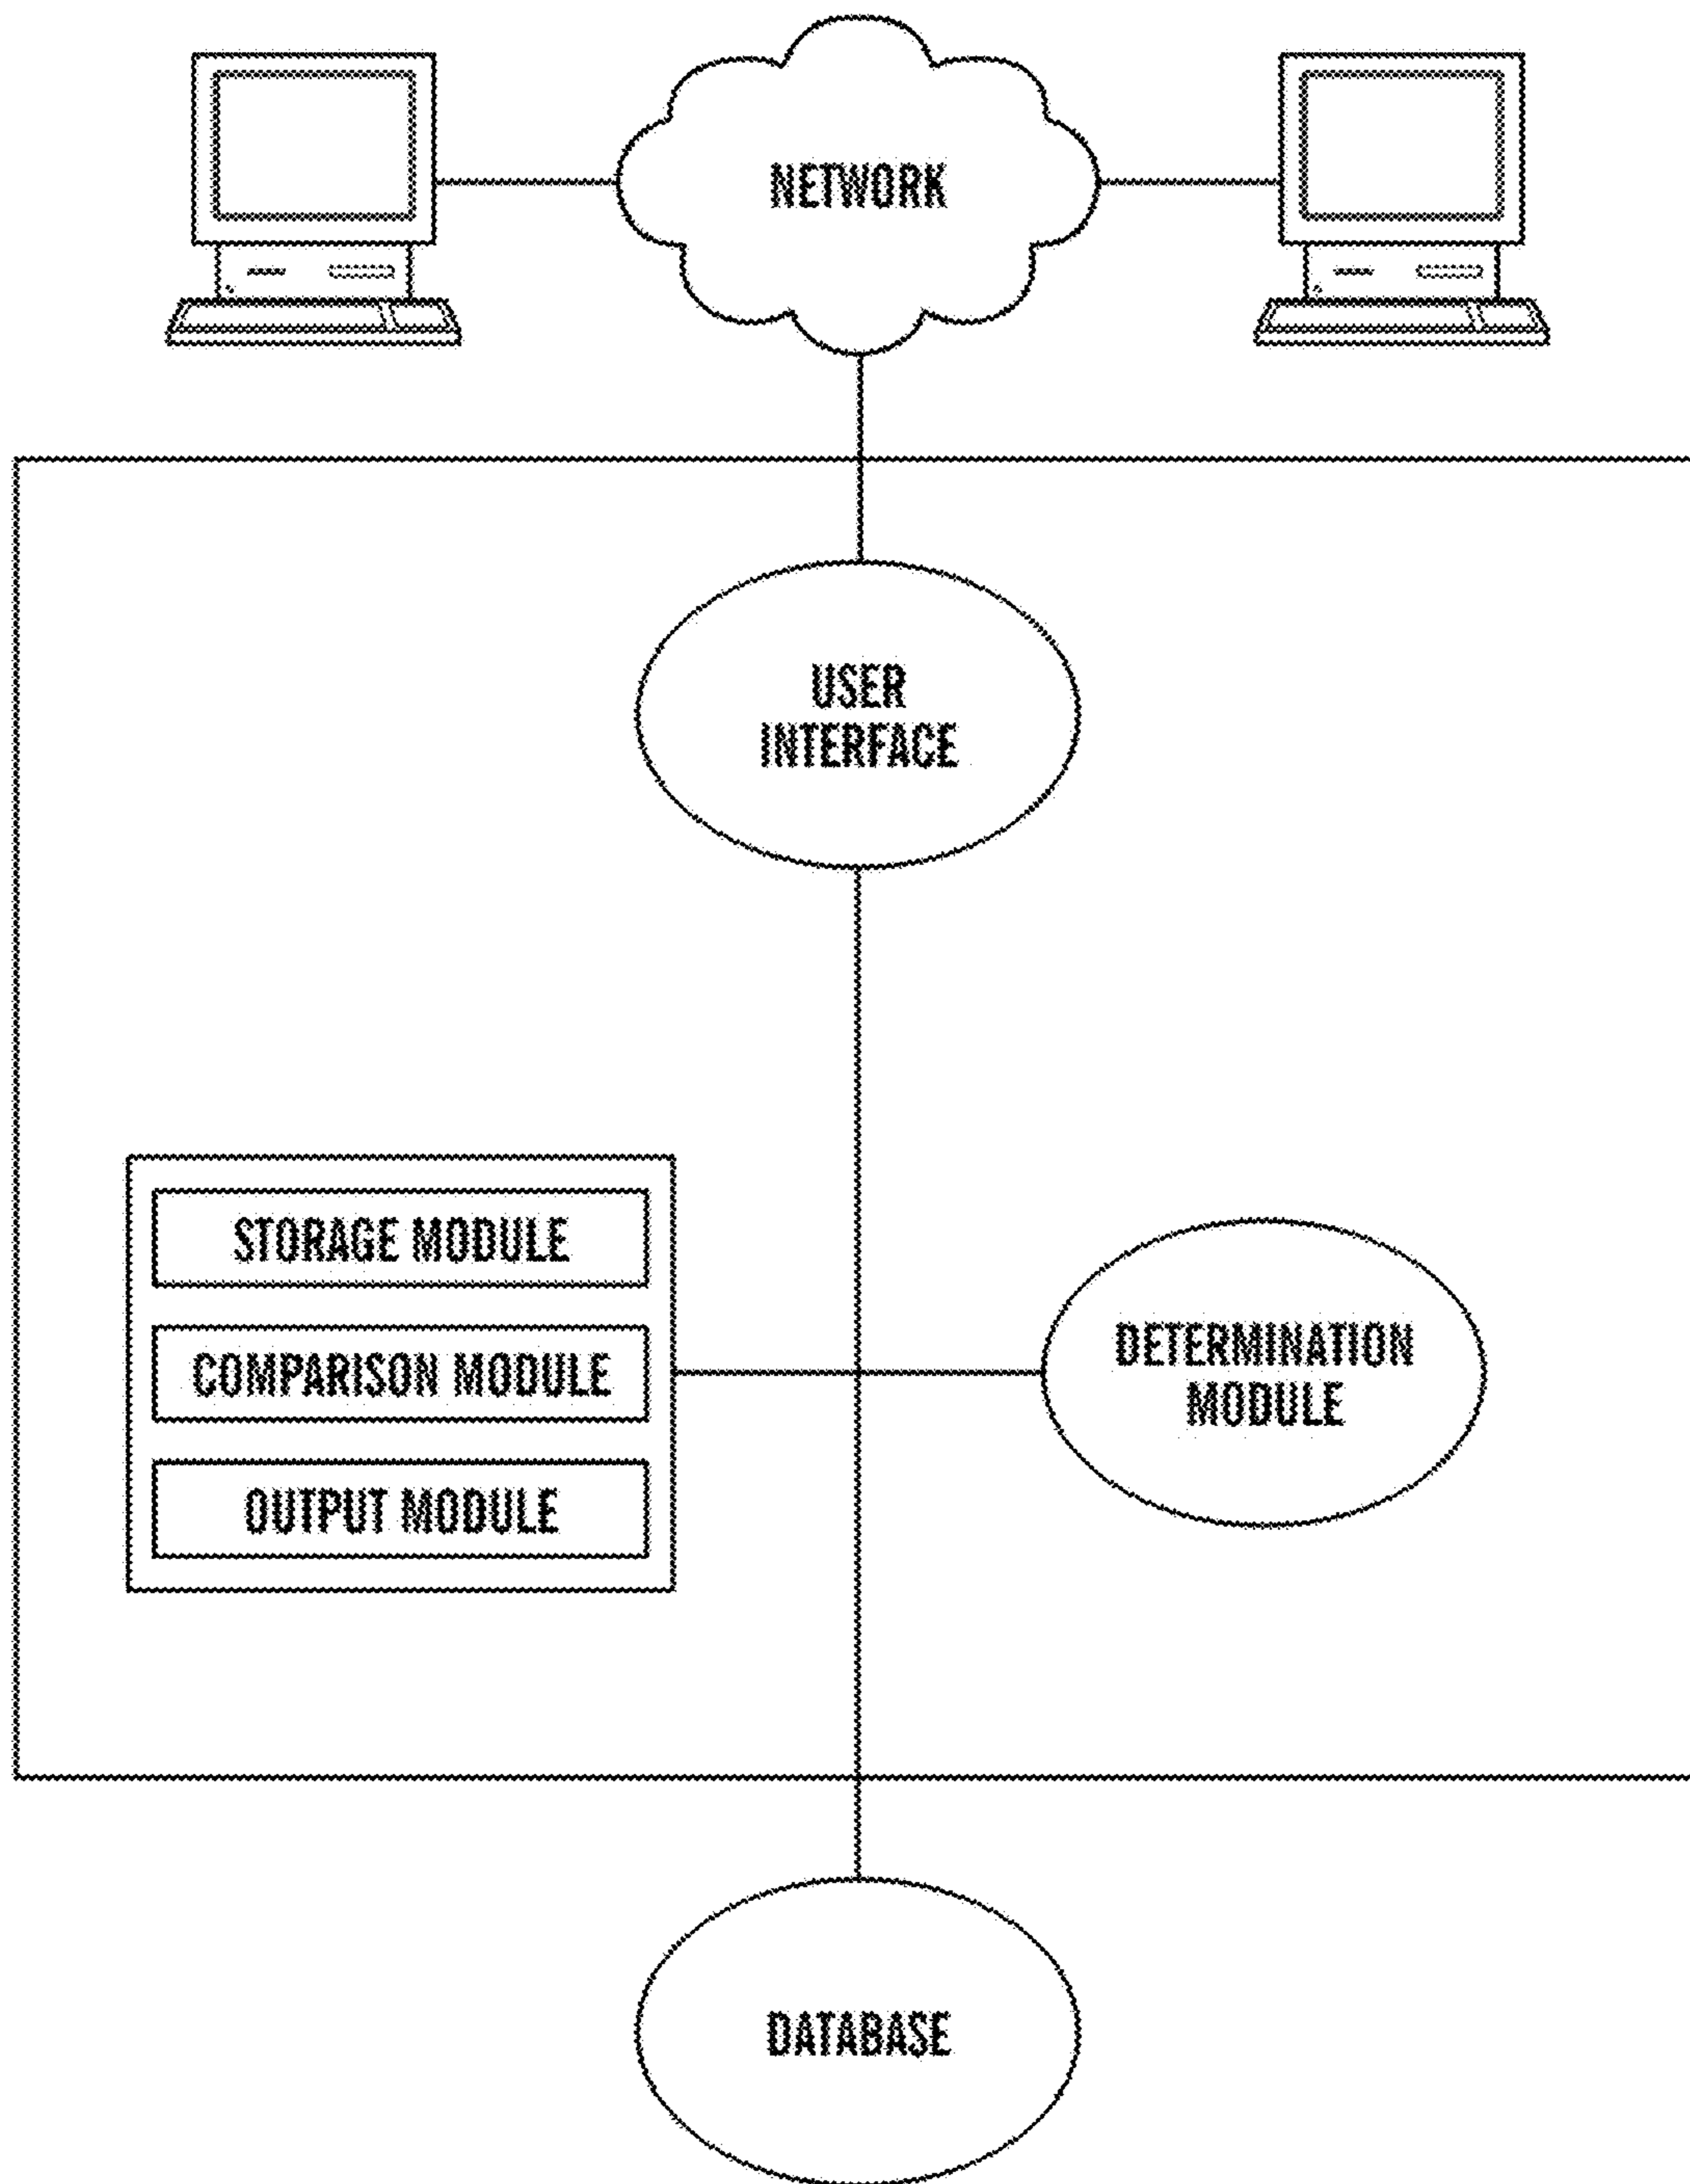 NETWORK
USER
INTERFACE
STORAGE MODULE
COMPARISON MODULE
OUTPUT MODULE
DETERMINATION
MODULE
DATABASE